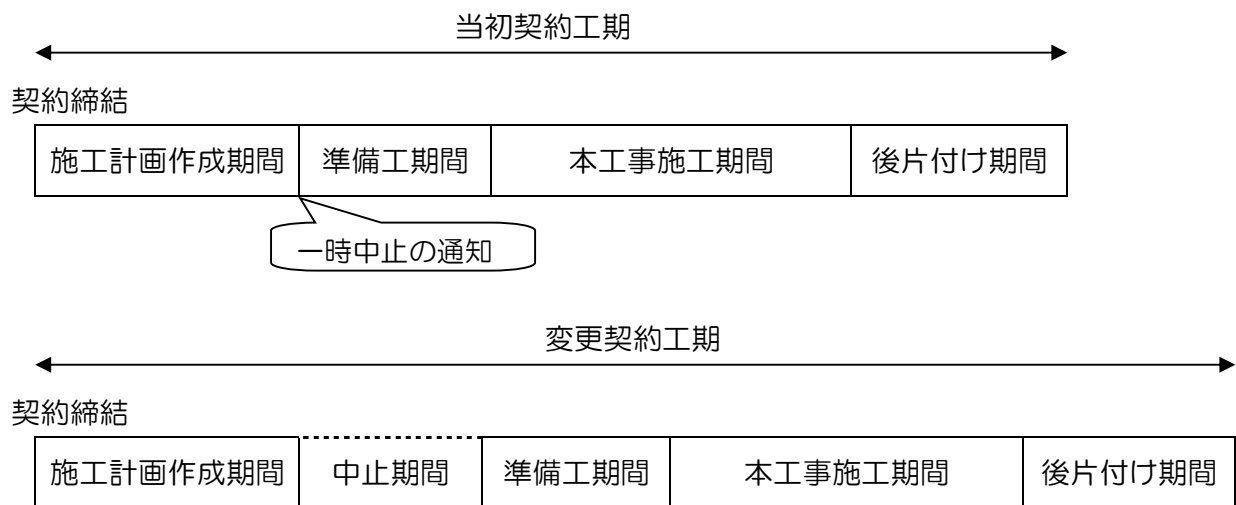 当初契約工期
契約締結
施工計画作成期間 準備工期間 本工事施工期間 後片付け期間
一時中止の通知
変更契約工期
契約締結
施工計画作成期間 中止期間 準備工期間 本工事施工期間 後片付け期間